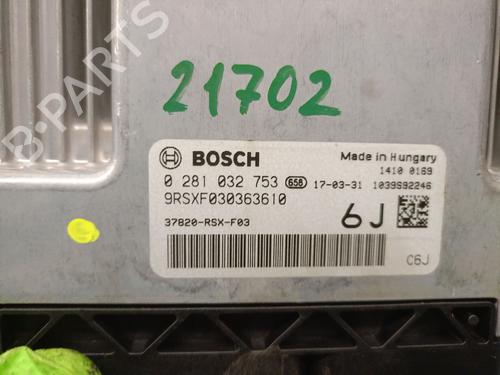 21702
B-PARTS
BOSCH
Made in Hungary
1410 0169
0 281 032 753 658 17-03-31 1039S92246
9RSXF030363610
6J
37820-RSX-F03
C6J